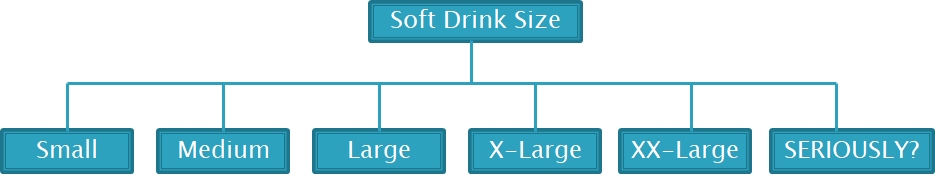 Soft Drink Size
Small
Medium
Large
X-Large
XX-Large
SERIOUSLY?